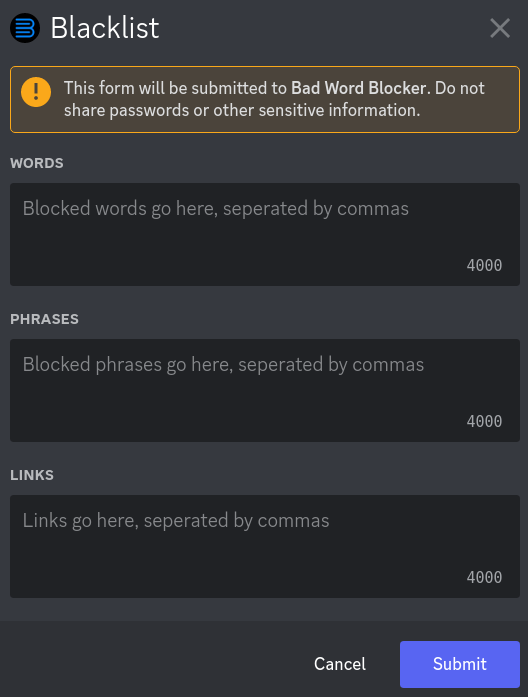 Blacklist
This form will be submitted to Bad Word Blocker. Do not
share passwords or other sensitive information.
WORDS
Blocked words go here, seperated by commas
4000
PHRASES
Blocked phrases go here, seperated by commas
4000
LINKS
Links go here, seperated by commas
4000
Cancel
Submit